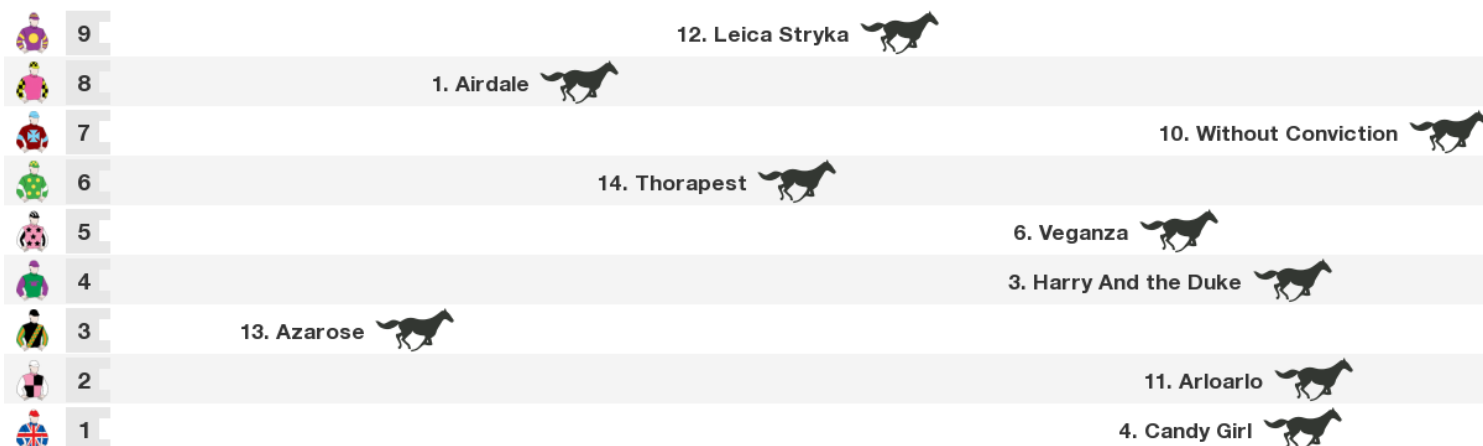 9 12. Leica Stryka
8 1. Airdale
7 10. Without Conviction
6 14. Thorapest
5 6. Veganza
4 3. Harry And the Duke
3 13. Azarose
2 11. Arloarlo
1 4. Candy Girl